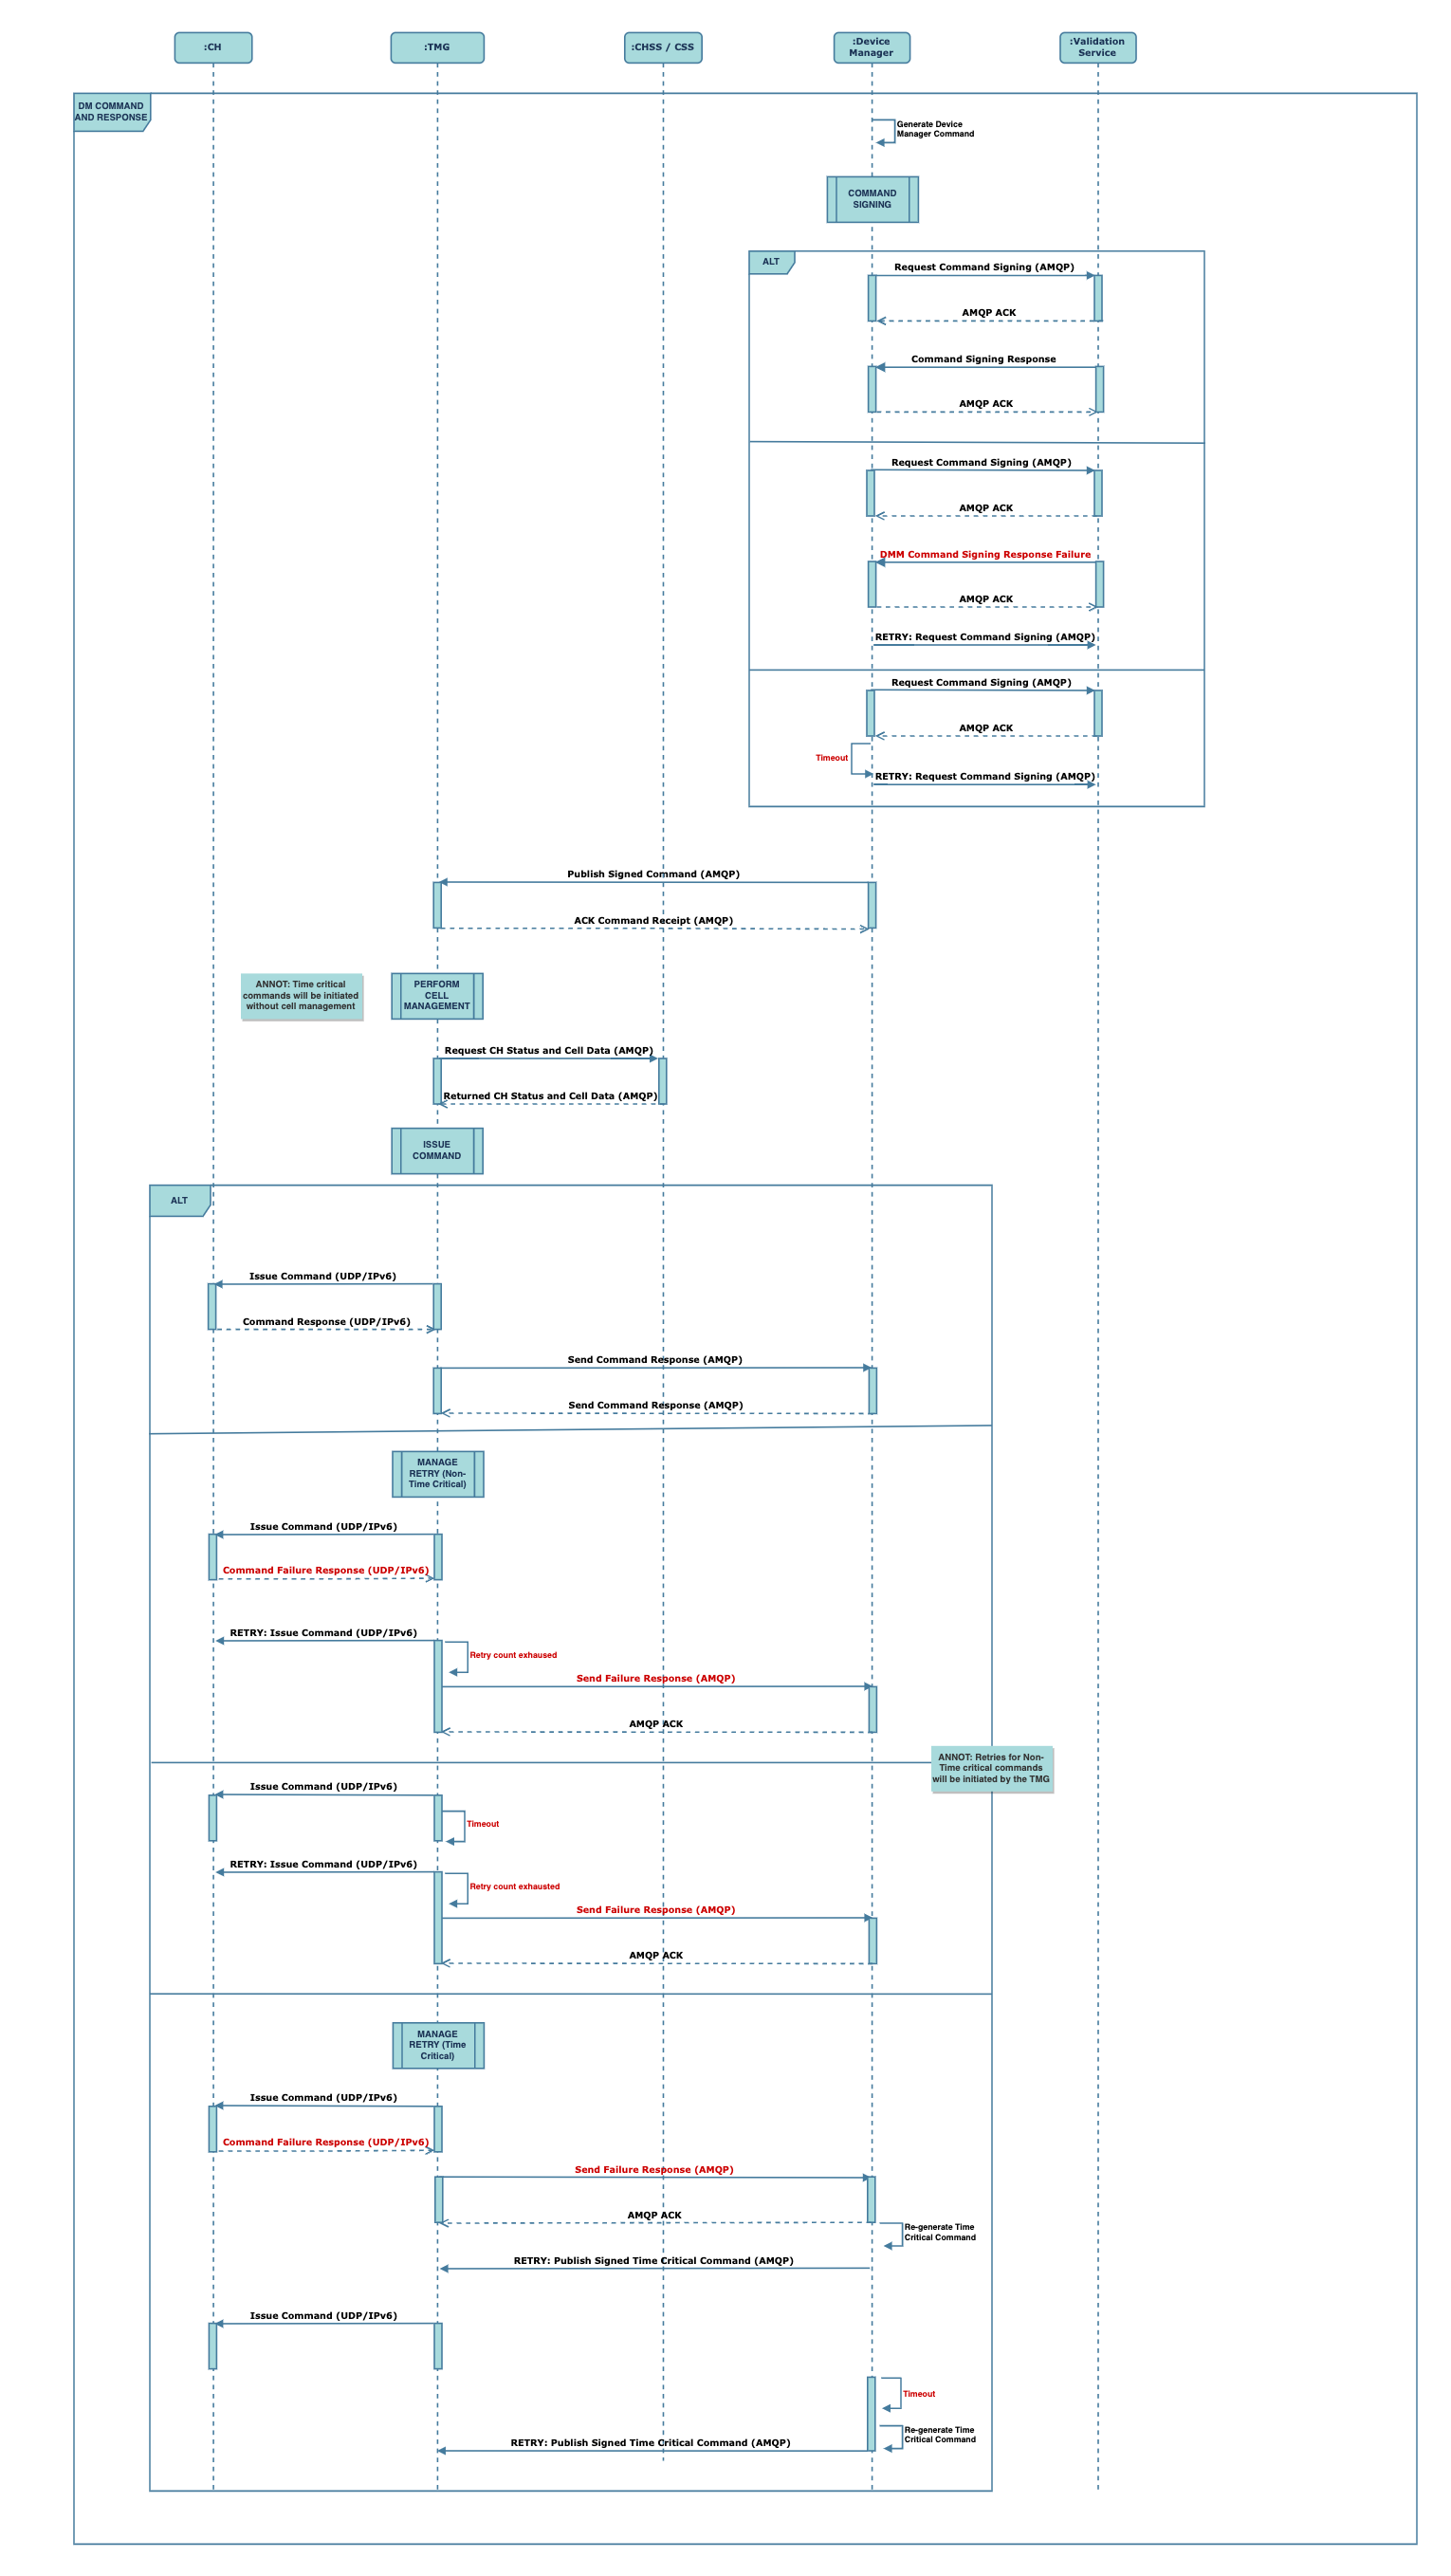 :CH
:TMG
:CHSS / CSS
:Device
Manager
:Validation
Service
DM COMMAND
AND RESPONSE
Generate Device
Manager Command
COMMAND
SIGNING
ALT
Request Command Signing (AMQP)
AMQP ACK
Command Signing Response
AMQP ACK
Request Command Signing (AMQP)
AMQP ACK
DMM Command Signing Response Failure
AMQP ACK
RETRY: Request Command Signing (AMQP)
Request Command Signing (AMQP)
AMQP ACK
Timeout
RETRY: Request Command Signing (AMQP)
Publish Signed Command (AMQP)
ACK Command Receipt (AMQP)
ANNOT: Time critical
commands will be initiated
without cell management
PERFORM
CELL
MANAGEMENT
Request CH Status and Cell Data (AMQP)
Returned CH Status and Cell Data (AMQP)
ISSUE
COMMAND
ALT
Issue Command (UDP/IPv6)
Command Response (UDP/IPv6)
Send Command Response (AMQP)
Send Command Response (AMQP)
MANAGE
RETRY (Non-
Time Critical)
Issue Command (UDP/IPv6)
Command Failure Response (UDP/IPv6)
RETRY: Issue Command (UDP/IPv6)
Retry count exhaused
Send Failure Response (AMQP)
AMQP ACK
ANNOT: Retries for Non-
Time critical commands
will be initiated by the TMG
Issue Command (UDP/IPv6)
Timeout
RETRY: Issue Command (UDP/IPv6)
Retry count exhausted
Send Failure Response (AMQP)
AMQP ACK
MANAGE
RETRY (Time
Critical)
Issue Command (UDP/IPv6)
Command Failure Response (UDP/IPv6)
Send Failure Response (AMQP)
AMQP ACK
Re-generate Time
Critical Command
RETRY: Publish Signed Time Critical Command (AMQP)
Issue Command (UDP/IPv6)
Timeout
Re-generate Time
Critical Command
RETRY: Publish Signed Time Critical Command (AMQP)